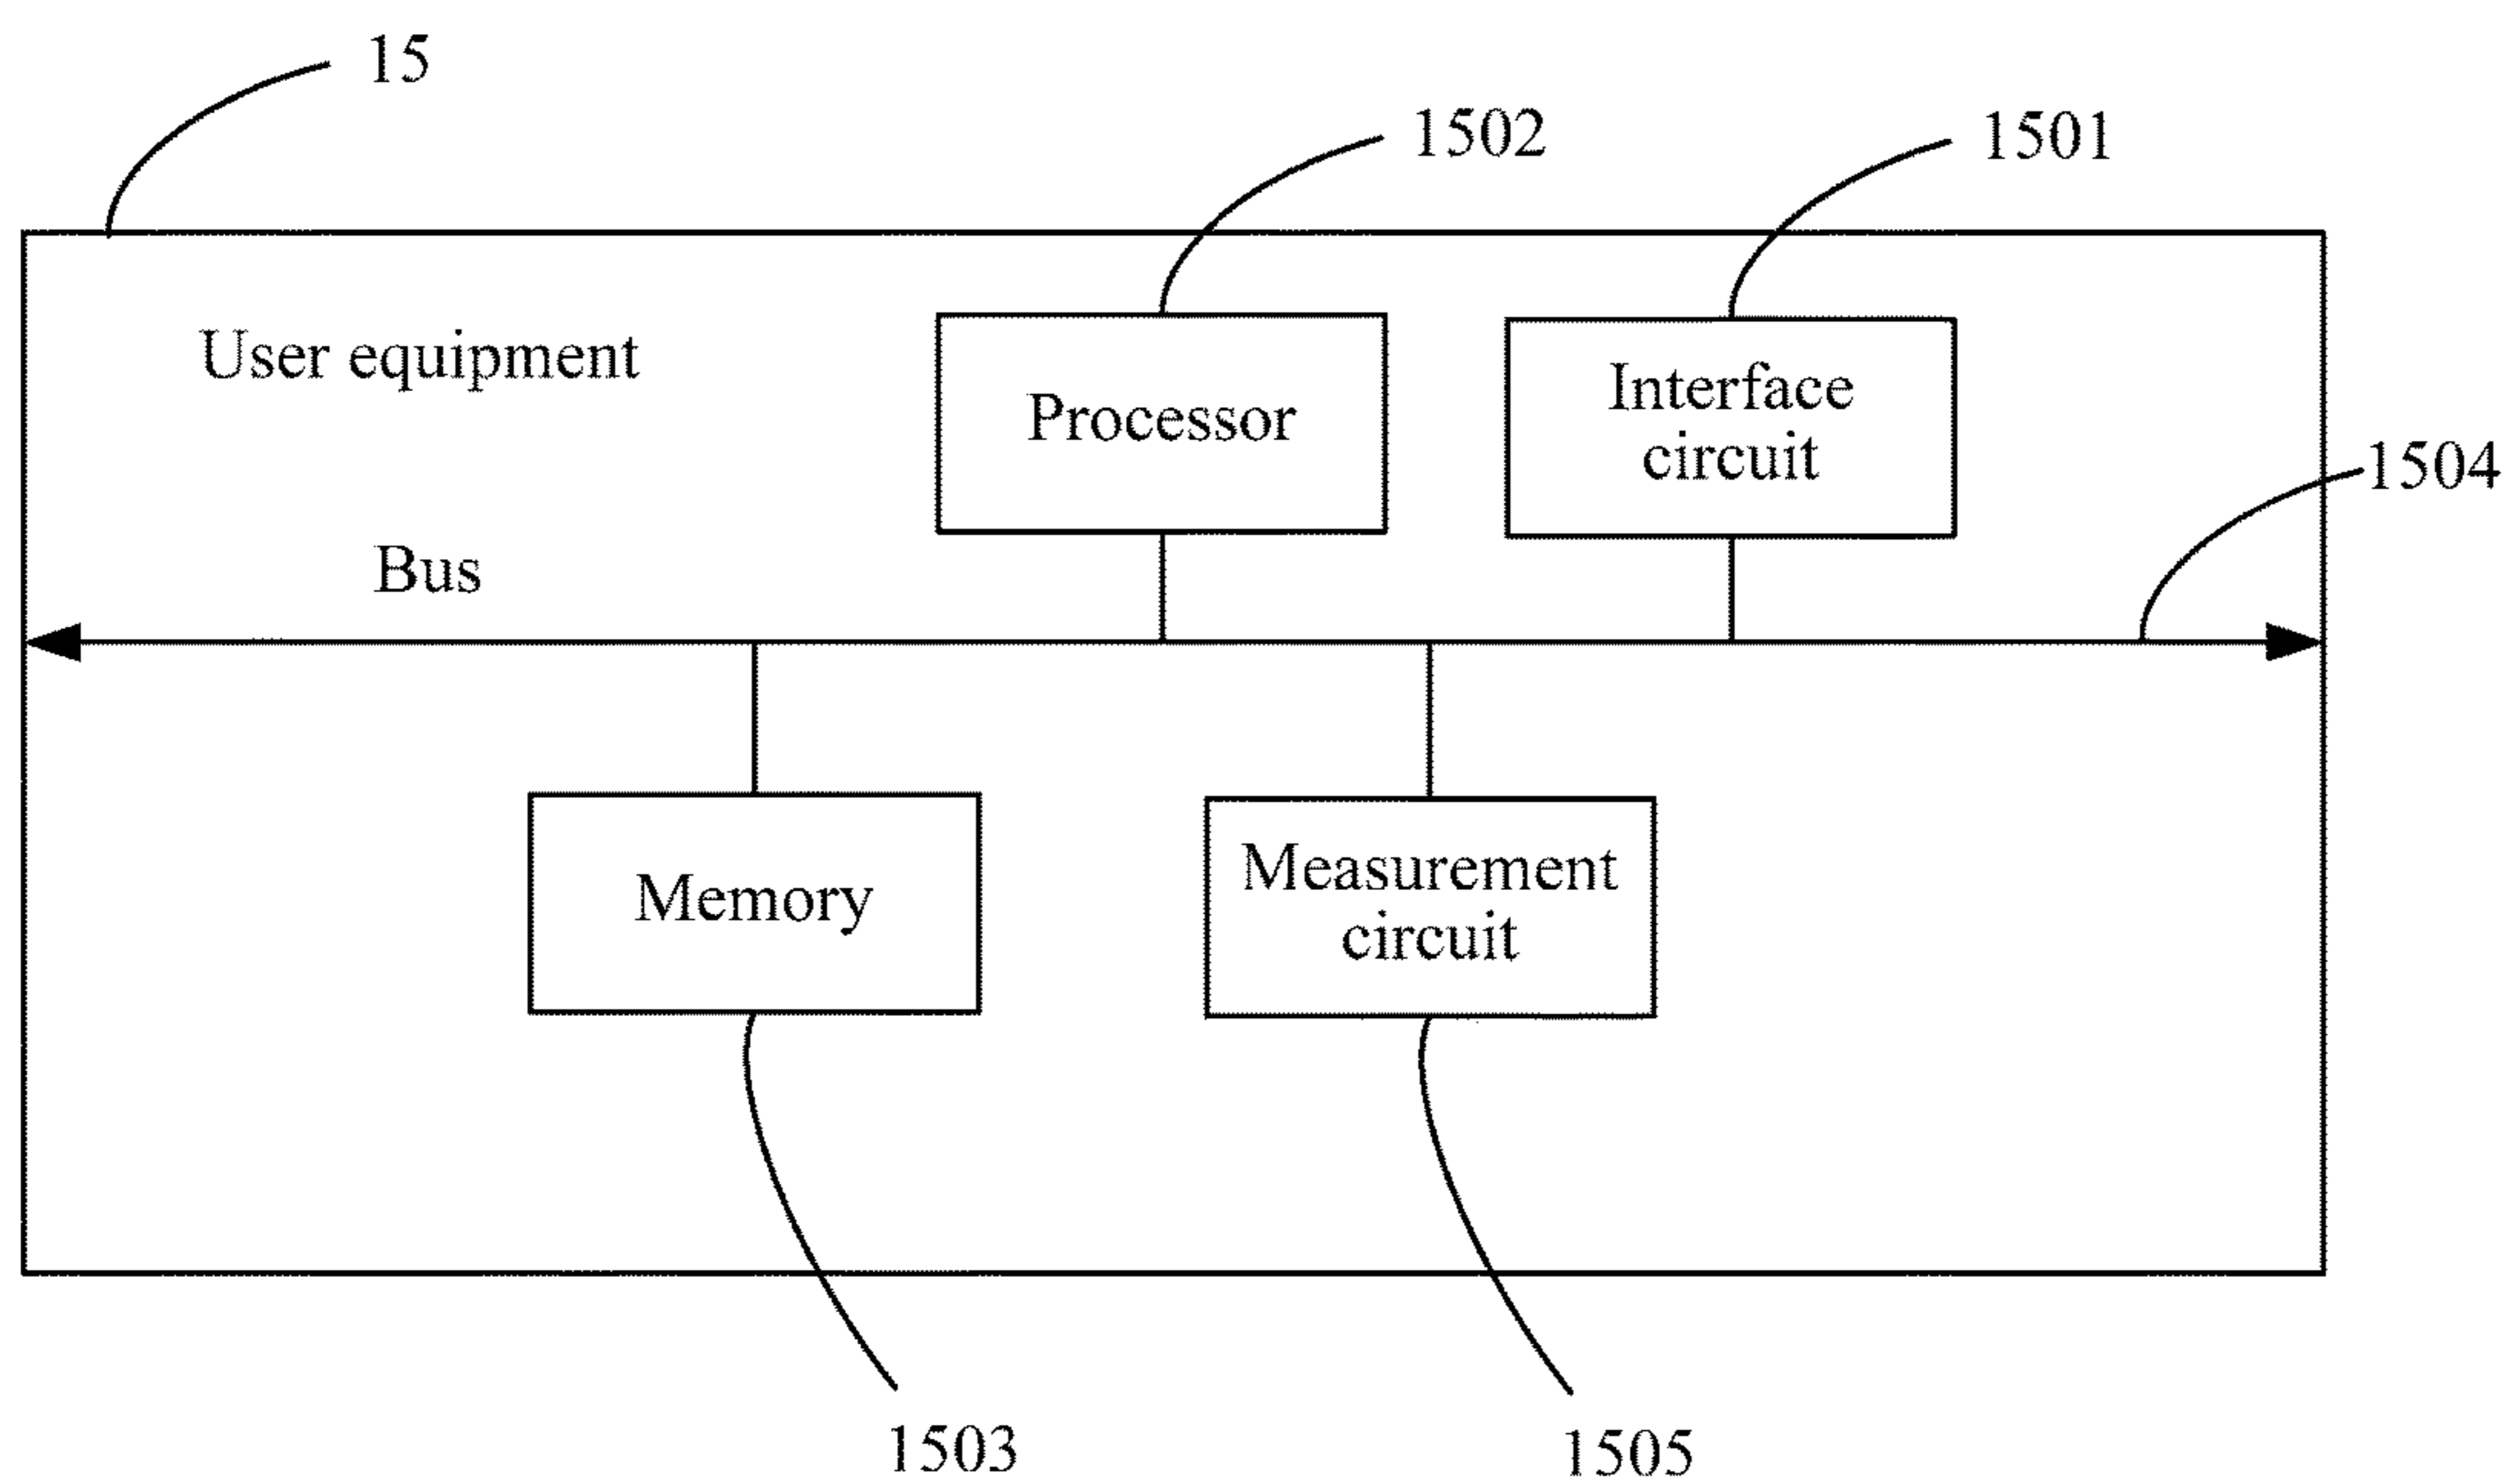 15
1502
1501
User equipment
Processor
Interface
circuit
1504
Bus
Memory
Measurement
circuit
1503
1505